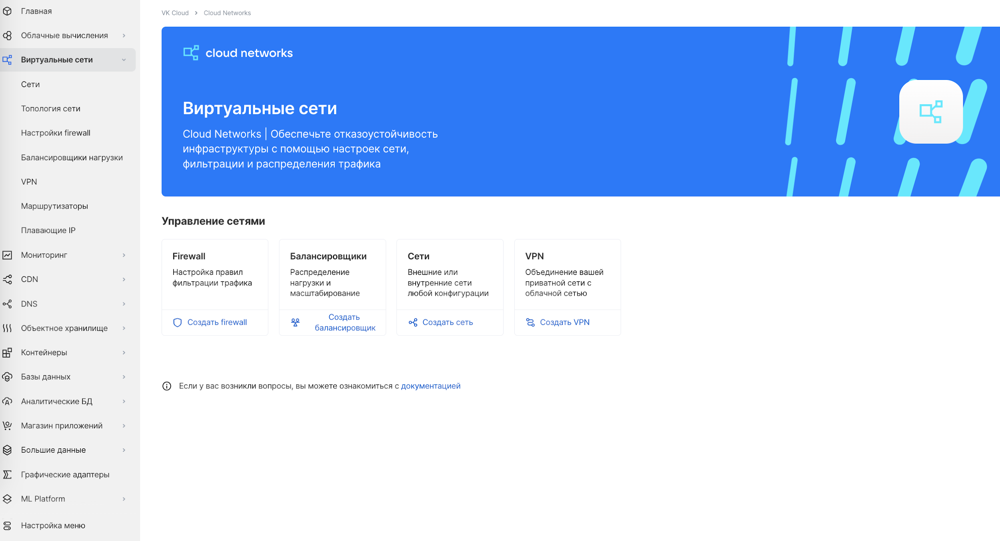 Главная
Облачные вычисления
Виртуальные сети
Сети
Топология сети
Настройки firewall
Балансировщики нагрузки
VPN
Маршрутизаторы
Плавающие IP
Мониторинг
CDN
DNS
Объектное хранилище
Контейнеры
Базы данных
Аналитические БД
Магазин приложений
Большие данные
Графические адаптеры
ML Platform
Настройка меню
VK Cloud > Cloud Networks
cloud networks
Виртуальные сети
Cloud Networks | Обеспечьте отказоустойчивость
инфраструктуры с помощью настроек сети,
фильтрации и распределения трафика
Управление сетями
Firewall
Настройка правил
фильтрации трафика
Создать firewall
Балансировщики
Распределение
нагрузки и
масштабирование
Создать
балансировщик
Сети
Внешние или
внутренние сети
любой конфигурации
Создать сеть
VPN
Объединение вашей
приватной сети с
облачной сетью
Создать VPN
Если у вас возникли вопросы, вы можете ознакомиться с документацией